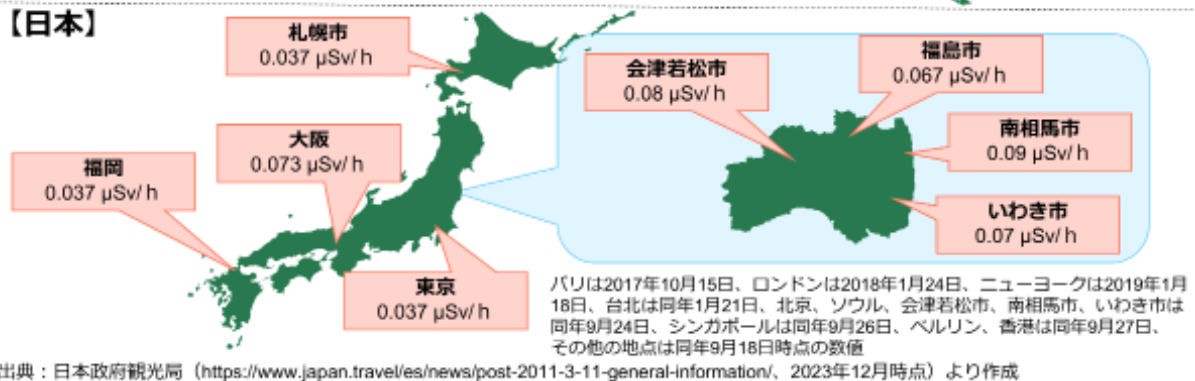 【日本】
札幌市
0.037 μSv/ h
福島市
0.067 μSv/ h
会津若松市
0.08 μSv/ h
南相馬市
0.09 μSv/ h
大阪
0.073 μSv/ h
福岡
0.037 μSv/ h
いわき市
0.07 μSv/ h
東京
0.037 μSv/ h
パリは2017年10月15日、ロンドンは2018年1月24日、ニューヨークは2019年1月
18日、台北は同年1月21日、北京、ソウル、会津若松市、南相馬市、いわき市は
同年9月24日、シンガポールは同年9月26日、ベルリン、香港は同年9月27日、
その他の地点は同年9月18日時点の数値
出典：日本政府観光局（https://www.japan.travel/es/news/post-2011-3-11-general-information/、2023年12月時点）より作成